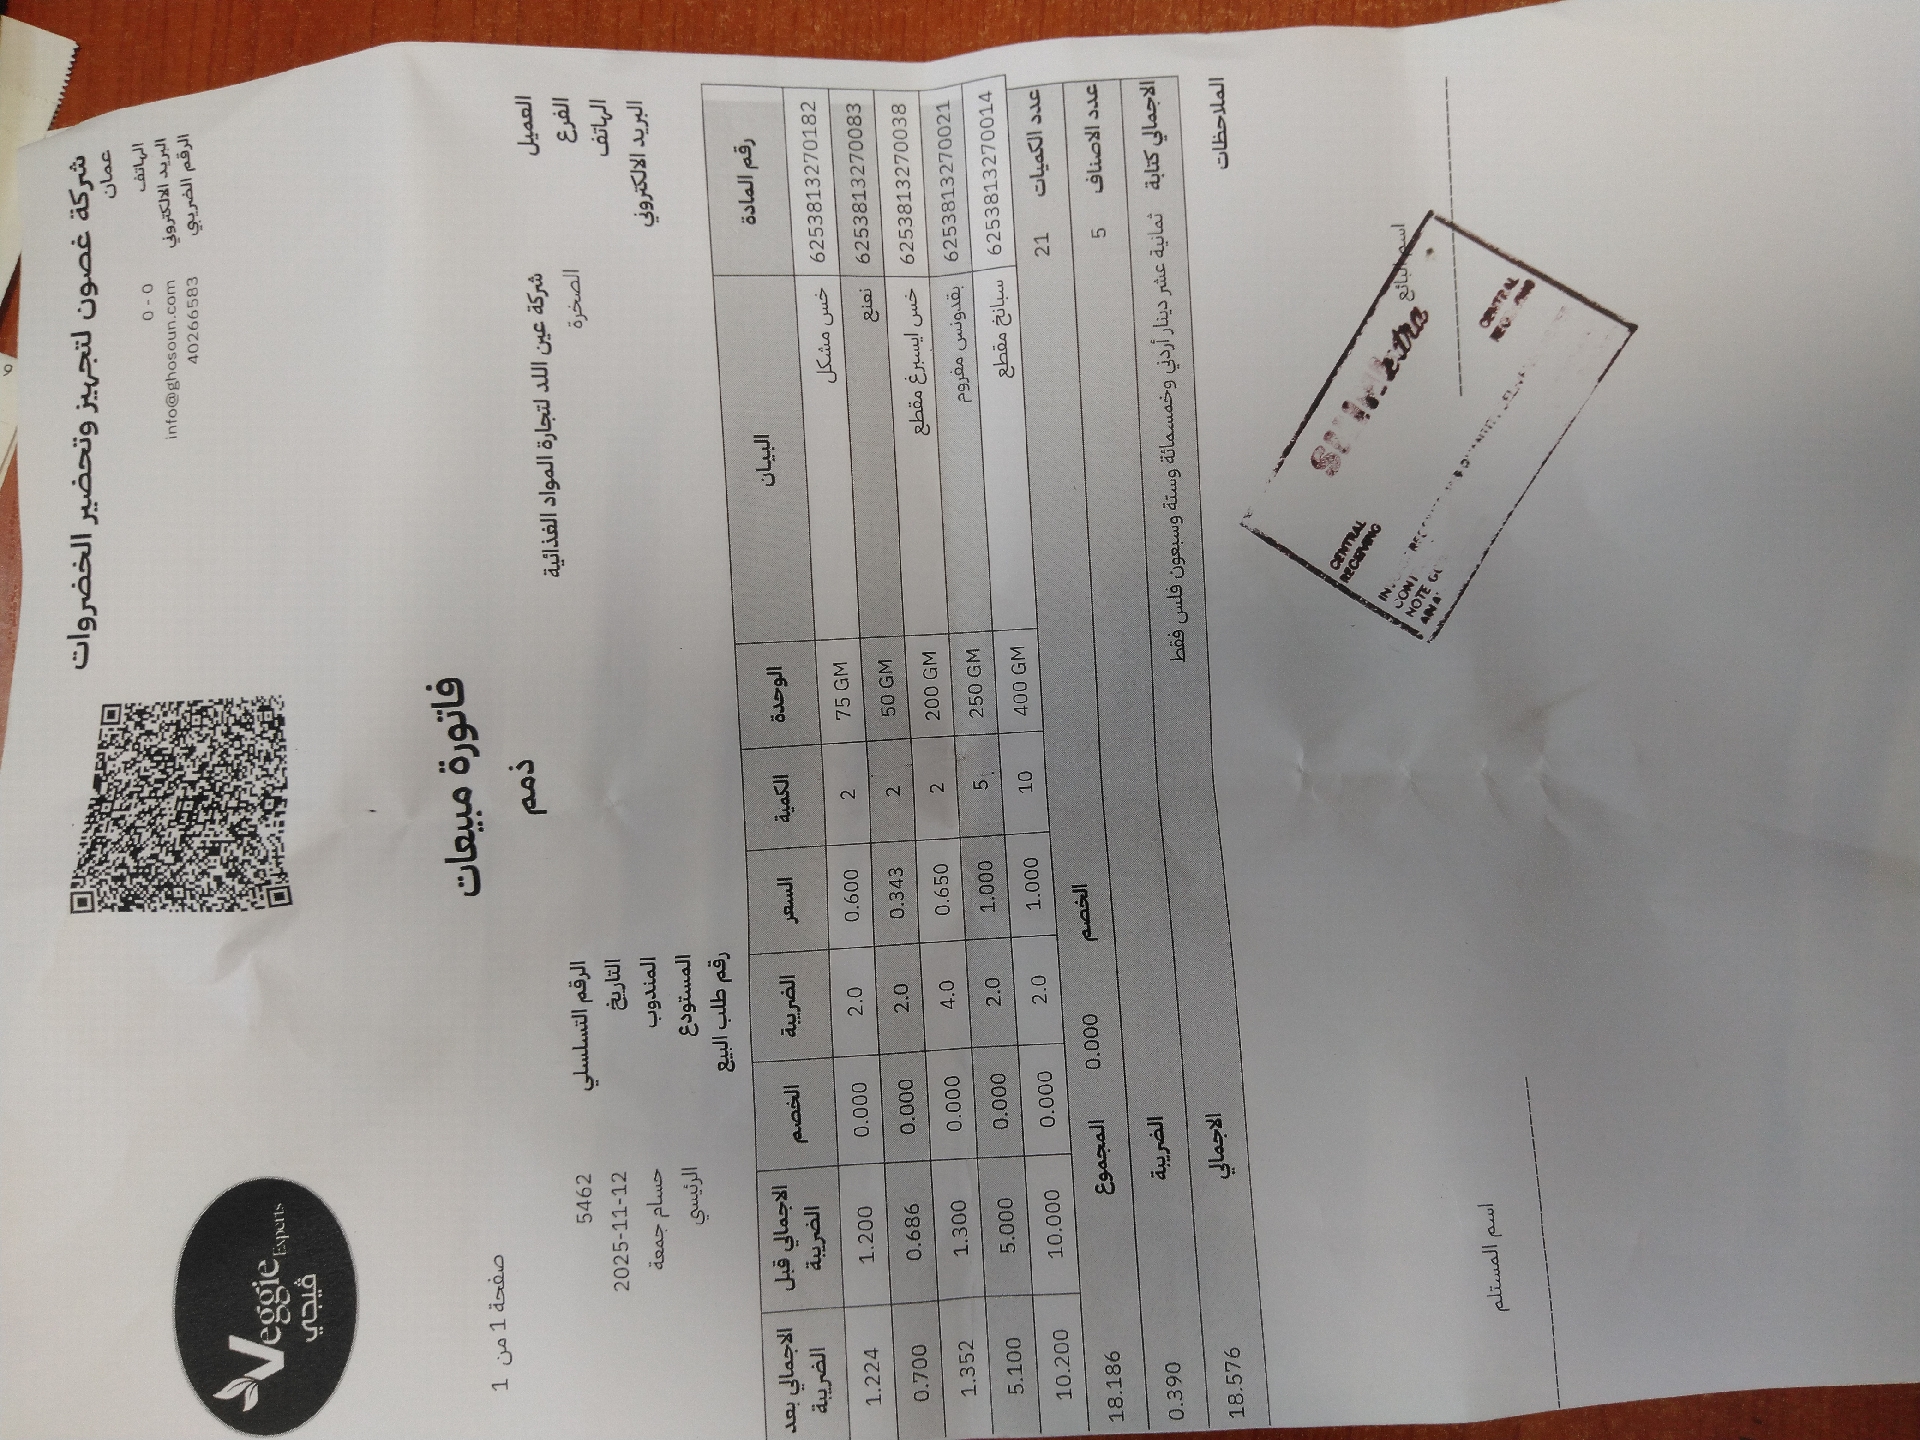 شركة غصون لتجهيز وتحضير الخضروات
عمان
الهاتف 0 - 0
البريد الالكتروني info@ghosoun.com
الرقم الضريبي 40266583
Veggie
Experts
ڤيجي
فاتورة مبيعات
ذمم
صفحة 1 من 1
العميل شركة عين اللد لتجارة المواد الغذائية
الفرع الصخرة
الهاتف
البريد الالكتروني
الرقم التسلسلي 5462
التاريخ 2025-11-12
المندوب حسام جمعة
المستودع الرئيسي
رقم طلب البيع
رقم المادة البيان الوحدة الكمية السعر الضريبة الخصم الاجمالي قبل الضريبة الاجمالي بعد الضريبة
6253813270182 خس مشكل 75 GM 2 0.600 2.0 0.000 1.200 1.224
6253813270083 نعنع 50 GM 2 0.343 2.0 0.000 0.686 0.700
6253813270038 خس ايسبرغ مقطع 200 GM 2 0.650 4.0 0.000 1.300 1.352
6253813270021 بقدونس مفروم 250 GM 5 1.000 2.0 0.000 5.000 5.100
6253813270014 سبانخ مقطع 400 GM 10 1.000 2.0 0.000 10.000 10.200
عدد الكميات 21 الخصم 0.000 المجموع 18.186
عدد الاصناف 5 الضريبة 0.390
الاجمالي كتابة ثمانية عشر دينار أردني وخمسمائة وستة وسبعون فلس فقط الاجمالي 18.576
الملاحظات
اسم البائع
اسم المستلم
CENTRAL
RECEIVING
CENTRAL
NOTE